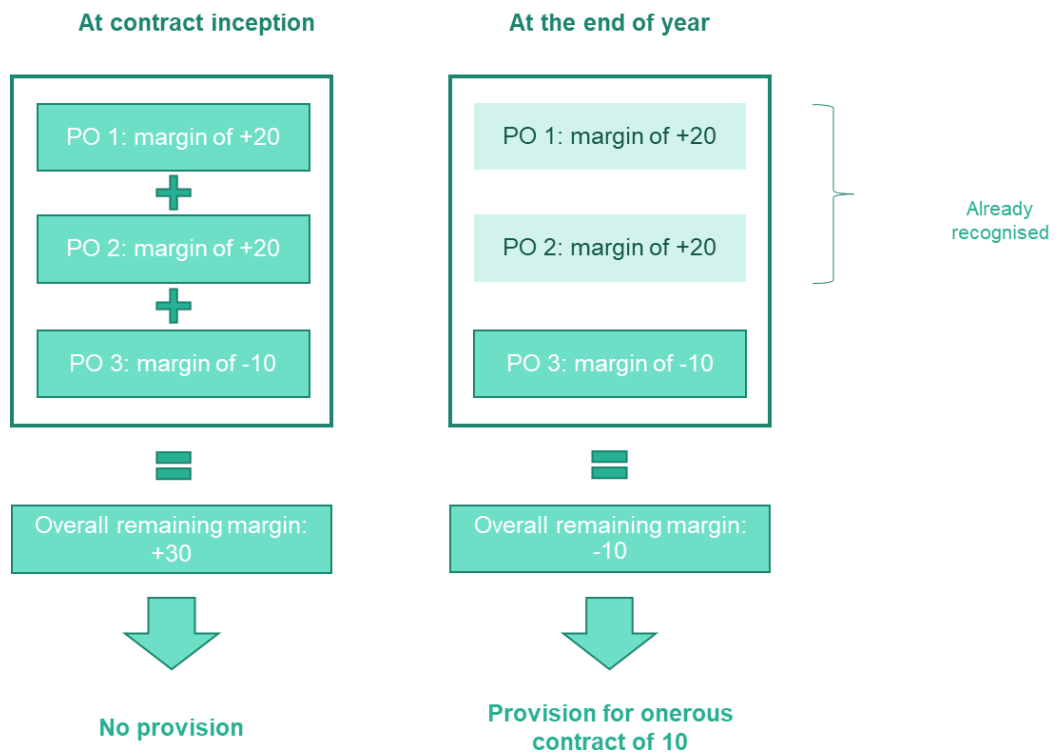 At contract inception
PO 1: margin of +20
PO 2: margin of +20
PO 3: margin of -10
Overall remaining margin:
+30
No provision
At the end of year
PO 1: margin of +20
PO 2: margin of +20
PO 3: margin of -10
Already
recognised
Overall remaining margin:
-10
Provision for onerous
contract of 10